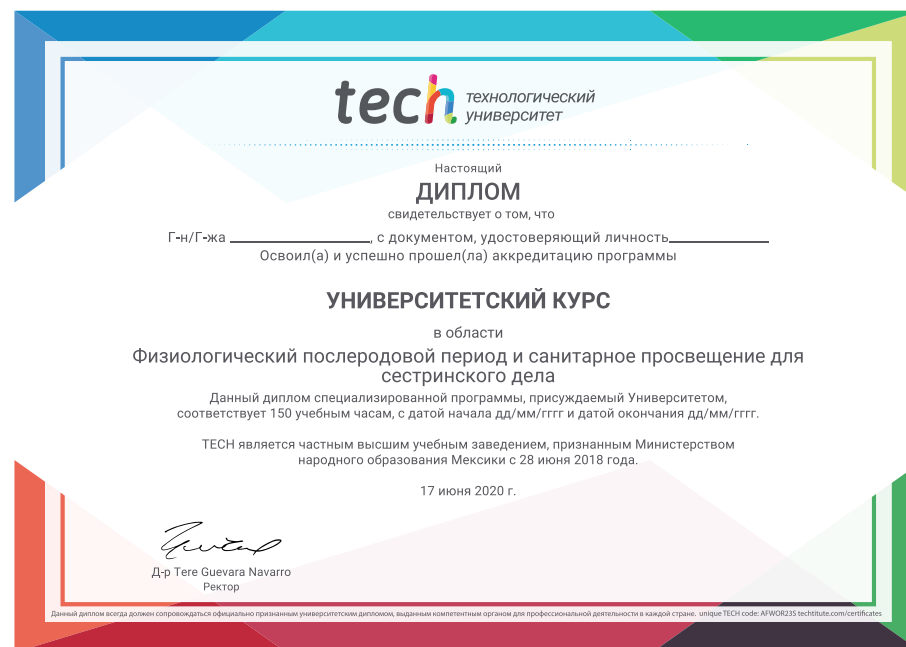 tech технологический
университет
Настоящий
ДИПЛОМ
свидетельствует о том, что
Г-н/Г-жа ____________________, с документом, удостоверяющий личность______________
Освоил(а) и успешно прошел(ла) аккредитацию программы
УНИВЕРСИТЕТСКИЙ КУРС
в области
Физиологический послеродовой период и санитарное просвещение для
сестринского дела
Данный диплом специализированной программы, присуждаемый Университетом,
соответствует 150 учебным часам, с датой начала дд/мм/гггг и датой окончания дд/мм/гггг.
TECH является частным высшим учебным заведением, признанным Министерством
народного образования Мексики с 28 июня 2018 года.
17 июня 2020 г.
Д-р Tere Guevara Navarro
Ректор
Данный диплом всегда должен сопровождаться официально признанным университетским дипломом, выданным компетентным органом для профессиональной деятельности в каждой стране. unique TECH code: AFWOR23S techtitute.com/certificates